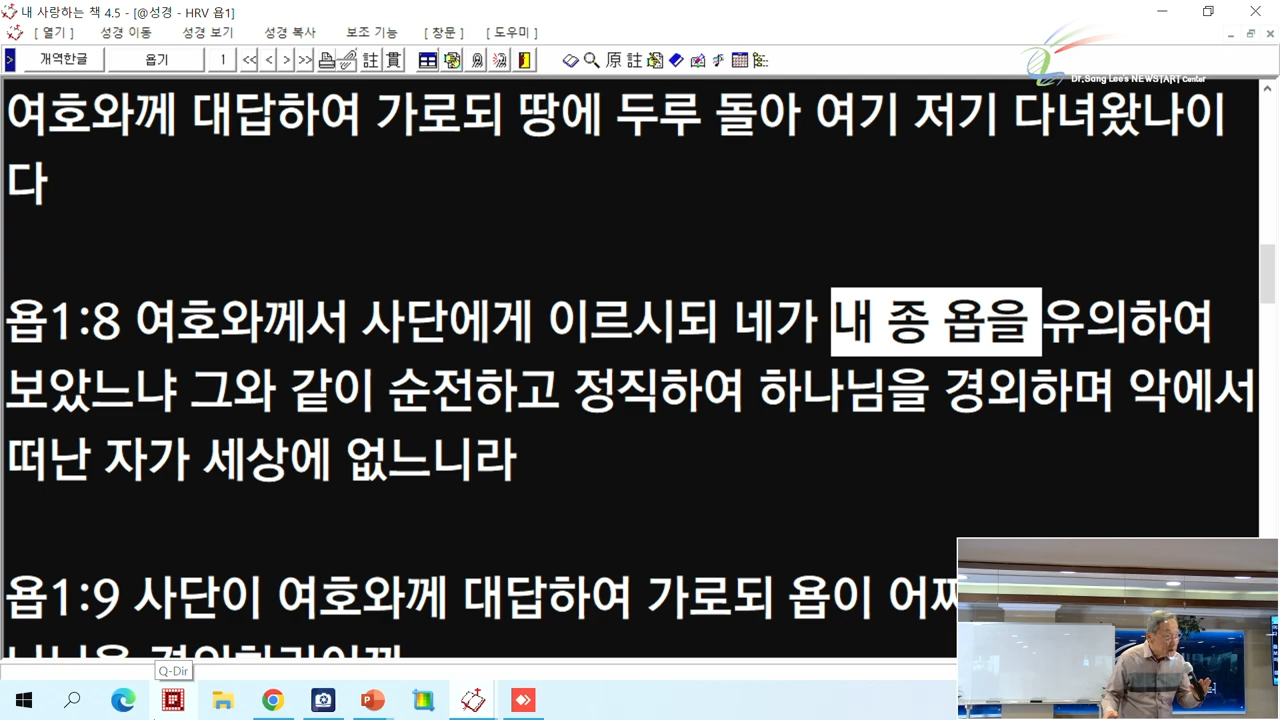 내 사랑하는 책 4.5 - [@성경 - HRV 욥1]
[ 열기 ] 성경 이동 성경 보기 성경 복사 보조 기능 [ 창문 ] [ 도우미 ]
> 개역한글 욥기 1 << < > >> 註 貫 原 註
Dr.Sang Lee's NEWSTART Center
여호와께 대답하여 가로되 땅에 두루 돌아 여기 저기 다녀왔나이
다
욥1:8 여호와께서 사단에게 이르시되 네가 내 종 욥을 유의하여
보았느냐 그와 같이 순전하고 정직하여 하나님을 경외하며 악에서
떠난 자가 세상에 없느니라
욥1:9 사단이 여호와께 대답하여 가로되 욥이
Q-Dir